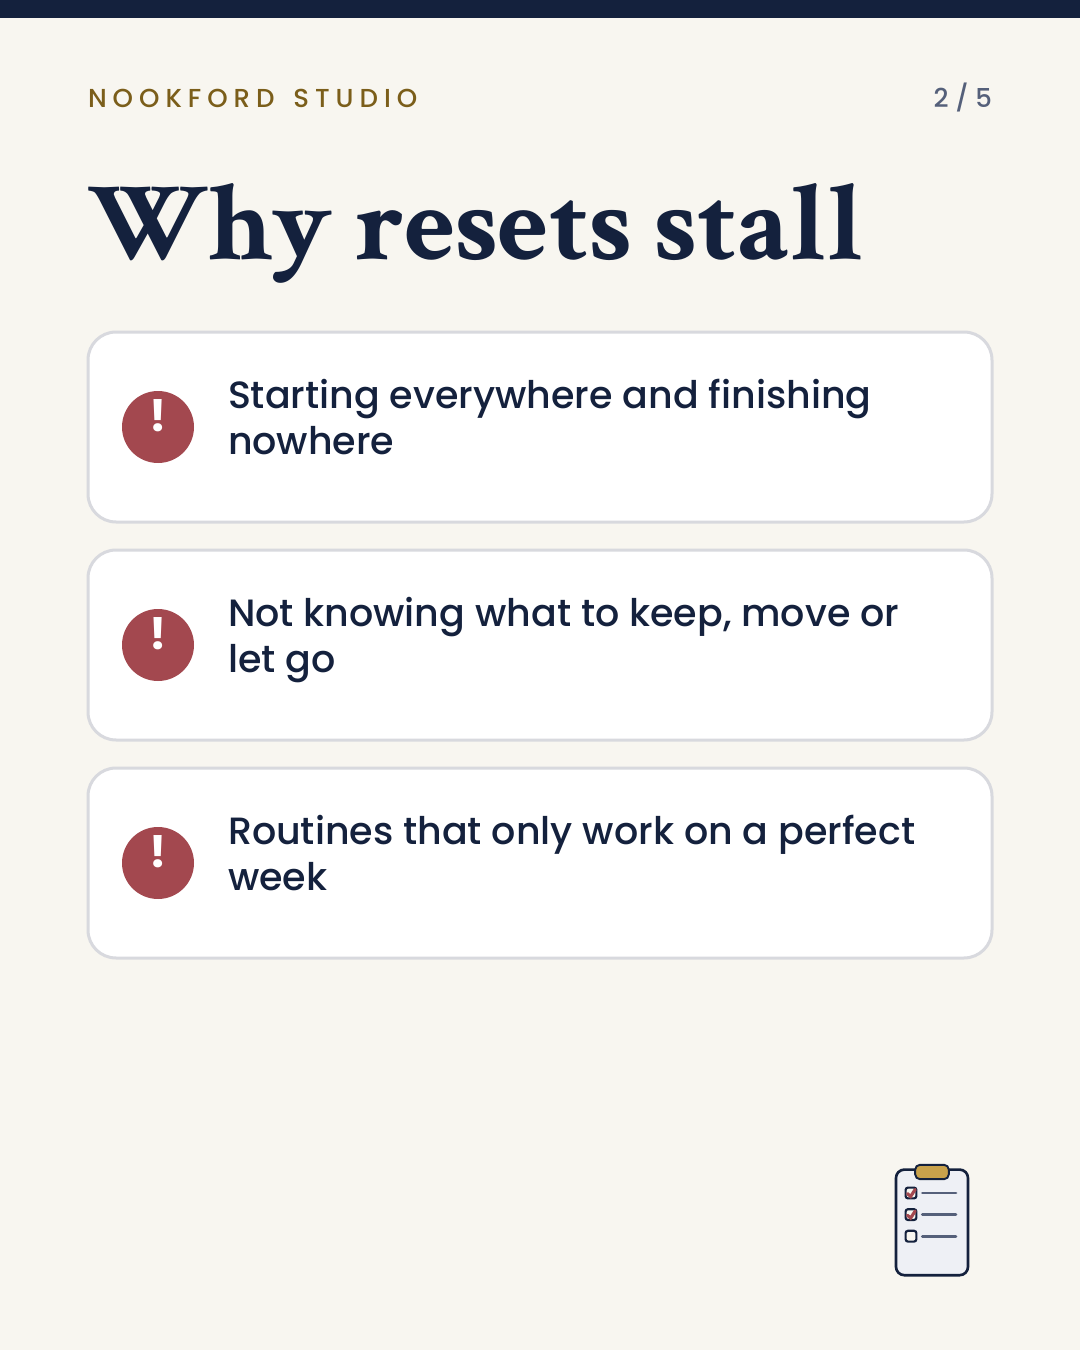 NOOKFORD STUDIO
2 / 5
Why resets stall
!
Starting everywhere and finishing
nowhere
!
Not knowing what to keep, move or
let go
!
Routines that only work on a perfect
week